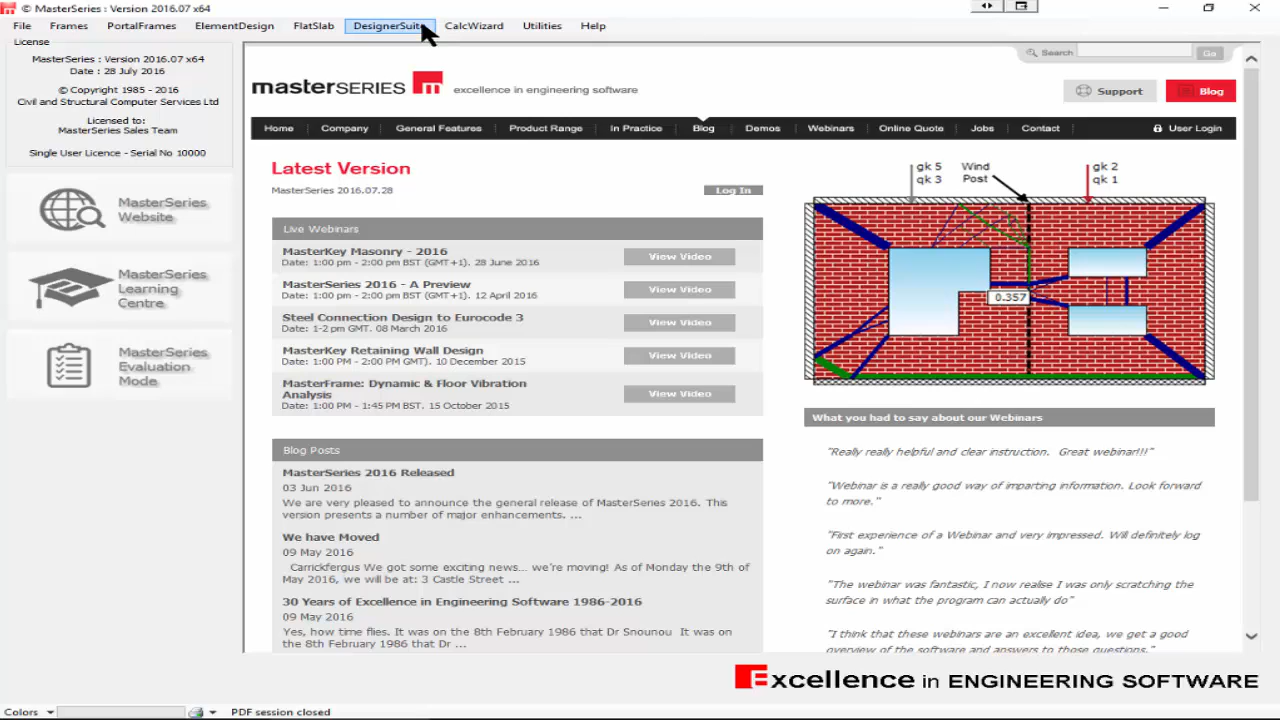 © MasterSeries : Version 2016.07 x64
File Frames PortalFrames ElementDesign FlatSlab DesignerSuite CalcWizard Utilities Help
License
MasterSeries : Version 2016.07 x64
Date : 28 July 2016
© Copyright 1985 - 2016
Civil and Structural Computer Services Ltd
Licensed to:
MasterSeries Sales Team
Single User Licence - Serial No 10000
MasterSeries
Website
MasterSeries
Learning
Centre
MasterSeries
Evaluation
Mode
Search Go
masterSERIES m excellence in engineering software
Support Blog
Home Company General Features Product Range In Practice Blog Demos Webinars Online Quote Jobs Contact User Login
Latest Version
MasterSeries 2016.07.28 Log In
Live Webinars
MasterKey Masonry - 2016
Date: 1:00 pm - 2:00 pm BST (GMT+1). 28 June 2016
View Video
MasterSeries 2016 - A Preview
Date: 1:00 pm - 2:00 pm BST (GMT+1). 12 April 2016
View Video
Steel Connection Design to Eurocode 3
Date: 1-2 pm GMT. 08 March 2016
View Video
MasterKey Retaining Wall Design
Date: 1:00 PM - 2:00 PM GMT). 10 December 2015
View Video
MasterFrame: Dynamic & Floor Vibration
Analysis
Date: 1:00 PM - 1:45 PM BST. 15 October 2015
View Video
Blog Posts
MasterSeries 2016 Released
03 Jun 2016
We are very pleased to announce the general release of MasterSeries 2016. This
version presents a number of major enhancements. ...
We have Moved
09 May 2016
Carrickfergus We got some exciting news… we're moving! As of Monday the 9th of
May 2016, we will be at: 3 Castle Street ...
30 Years of Excellence in Engineering Software 1986-2016
09 May 2016
Yes, how time flies. It was on the 8th February 1986 that Dr Snounou It was on
the 8th February 1986 that Dr ...
gk 5
qk 3
Wind
Post
gk 2
qk 1
0.357
What you had to say about our Webinars
"Really really helpful and clear instruction. Great webinar!!!"
"Webinar is a really good way of imparting information. Look forward
to more."
"First experience of a Webinar and very impressed. Will definitely log
on again."
"The webinar was fantastic, I now realise I was only scratching the
surface in what the program can actually do"
"I think that these webinars are an excellent idea, we get a good
overview of the software and answers to those questions.
Excellence in ENGINEERING SOFTWARE
Colors PDF session closed